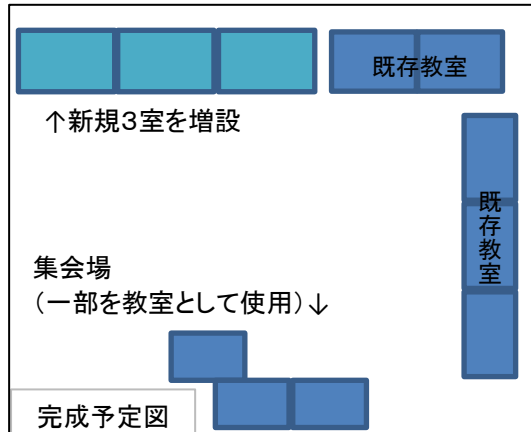 既存教室
↑新規３室を増設
既存教室
集会場
（一部を教室として使用）↓
完成予定図